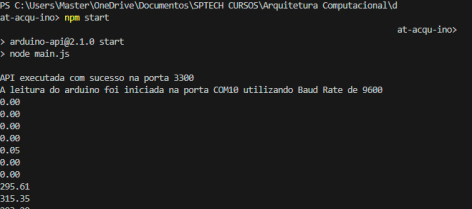 PS C:\Users\Master\OneDrive\Documentos\SPTECH CURSOS\Arquitetura Computacional\d
at-acqu-ino> npm start
at-acqu-ino>
> arduino-api@2.1.0 start
> node main.js
API executada com sucesso na porta 3300
A leitura do arduino foi iniciada na porta COM10 utilizando Baud Rate de 9600
0.00
0.00
0.00
0.00
0.05
0.00
0.00
295.61
315.35